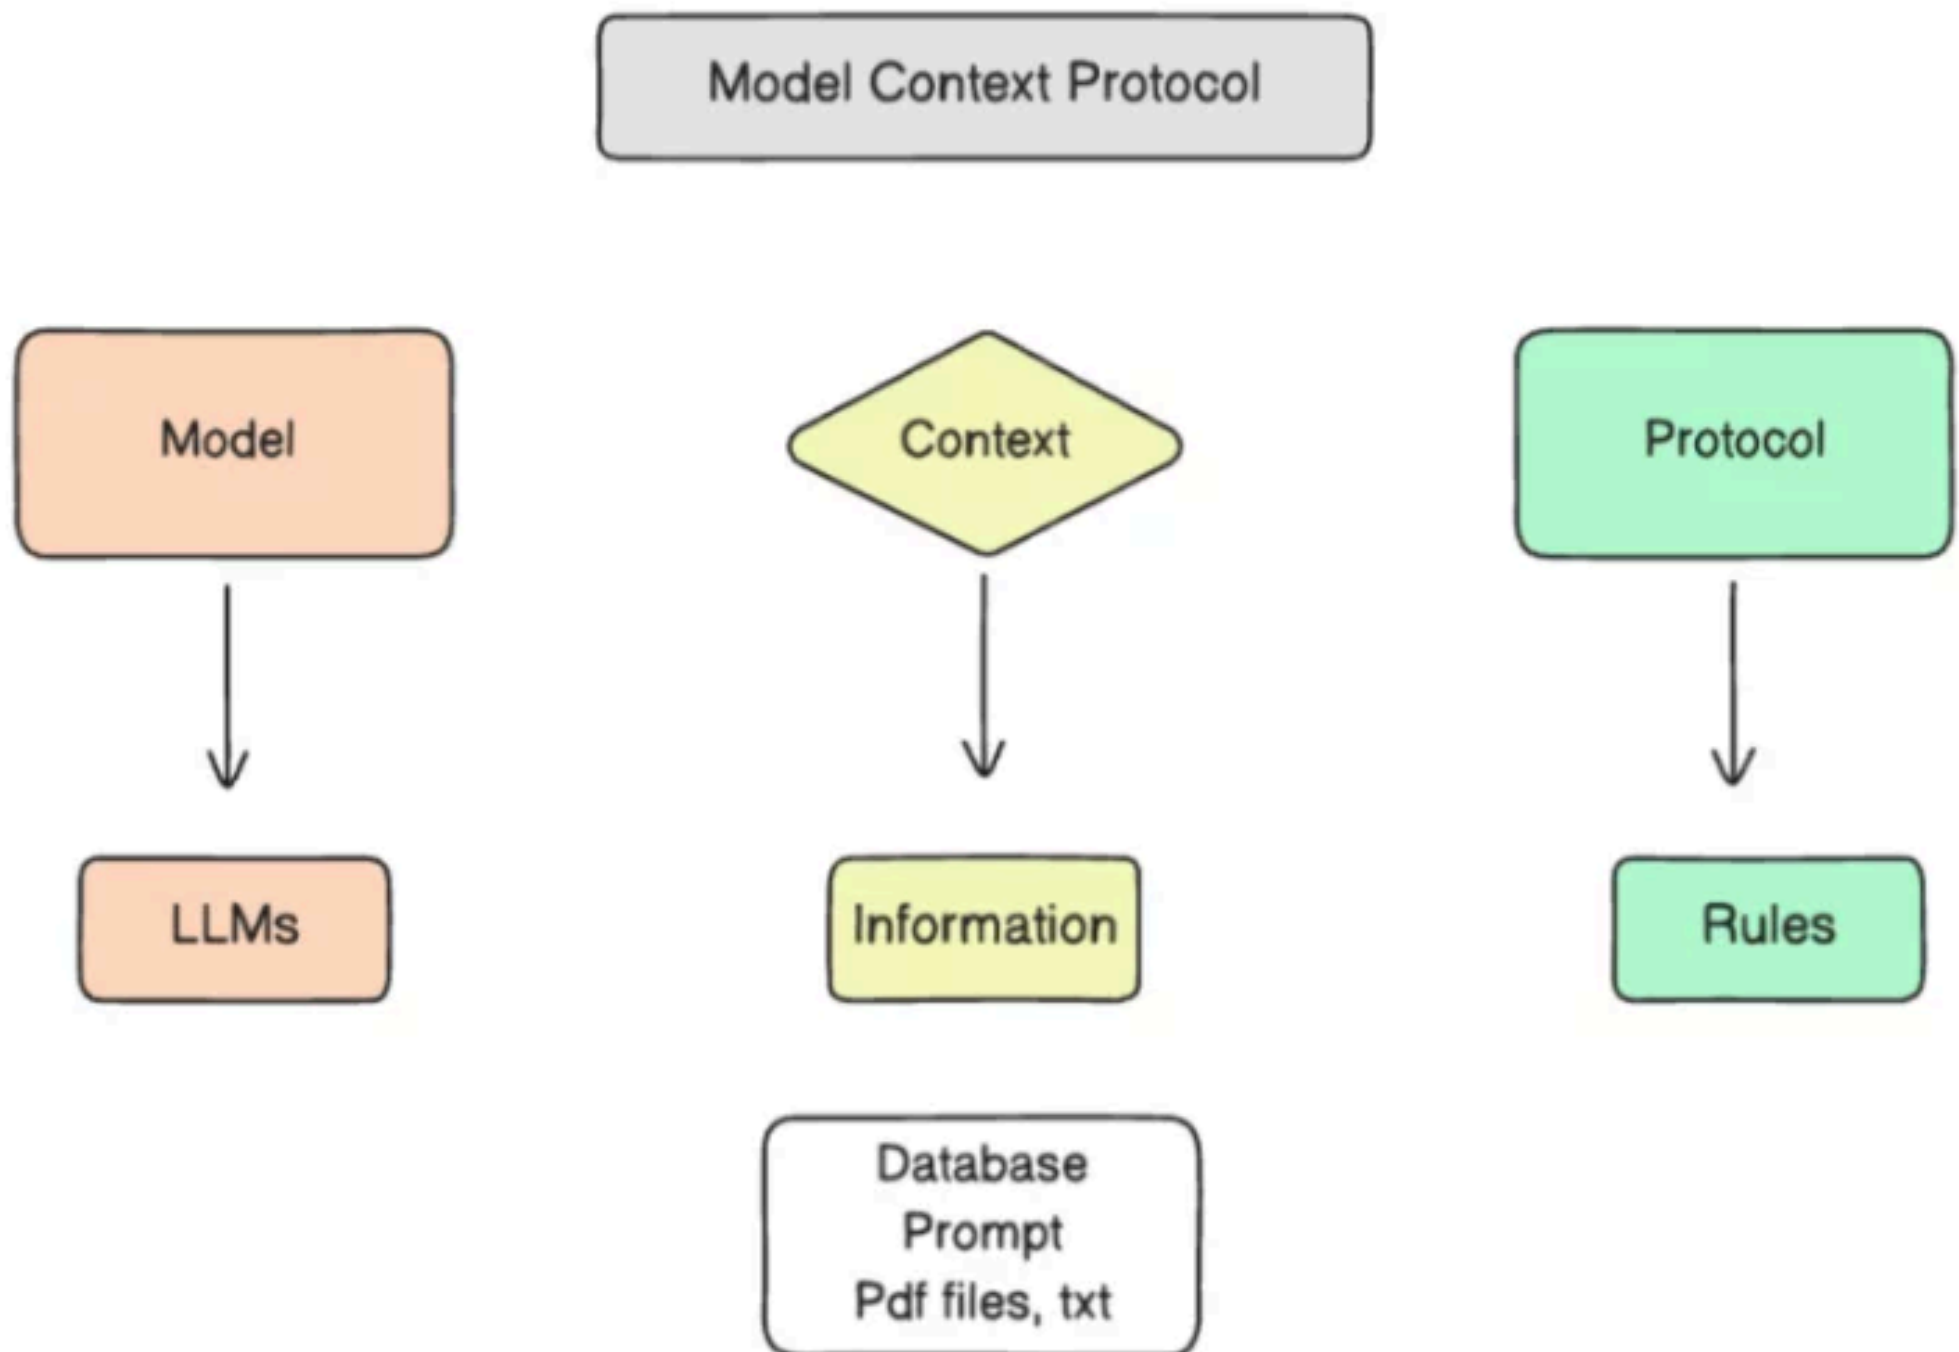 Model Context Protocol
Model
Context
Protocol
LLMs
Information
Rules
Database
Prompt
Pdf files, txt